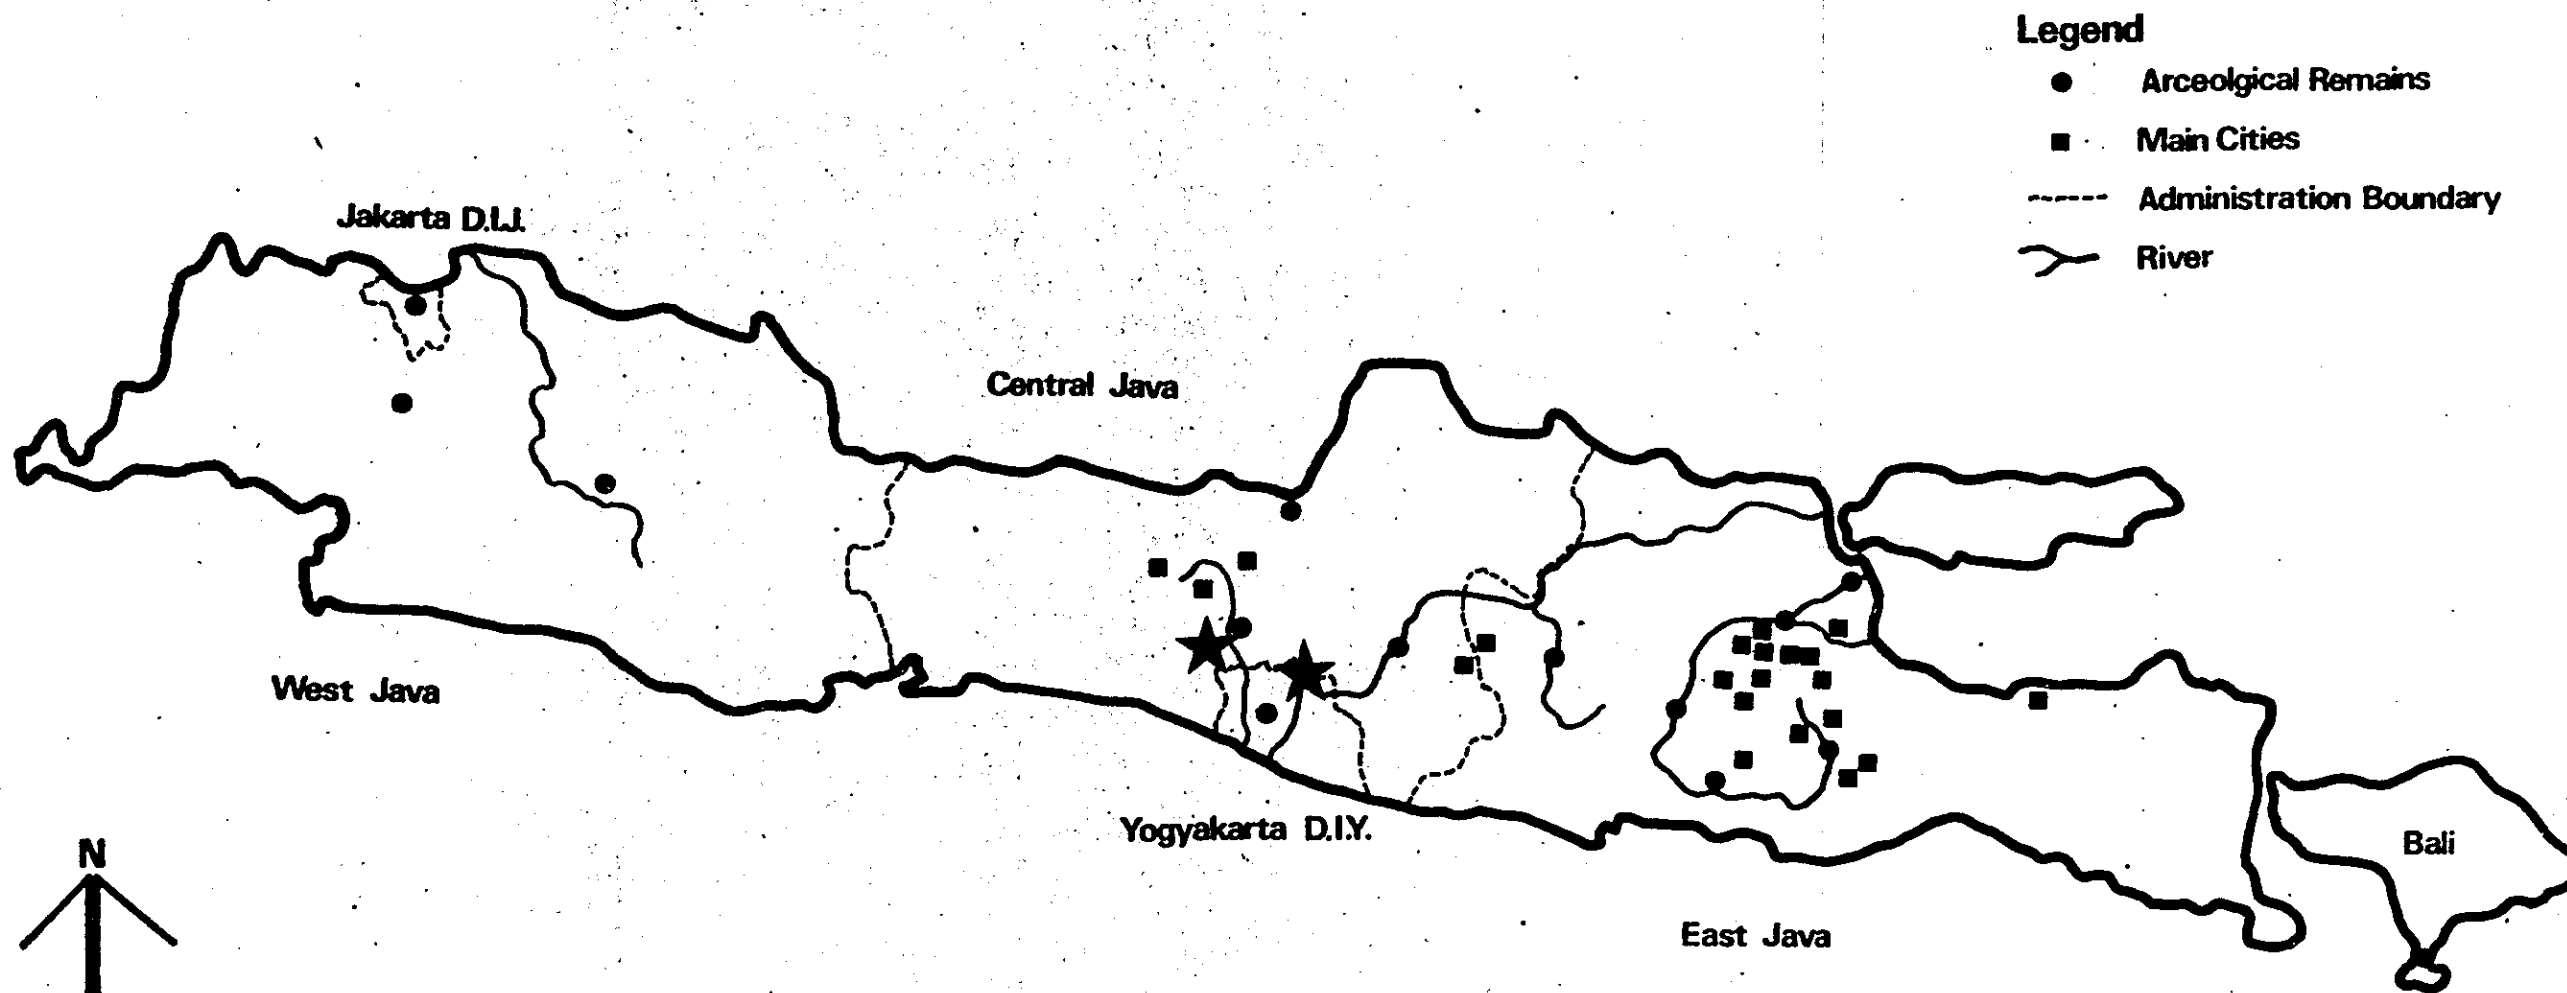 Legend
Arceolgical Remains
Main Cities
Administration Boundary
River
Jakarta D.I.J.
Central Java
West Java
Yogyakarta D.I.Y.
East Java
Bali
N